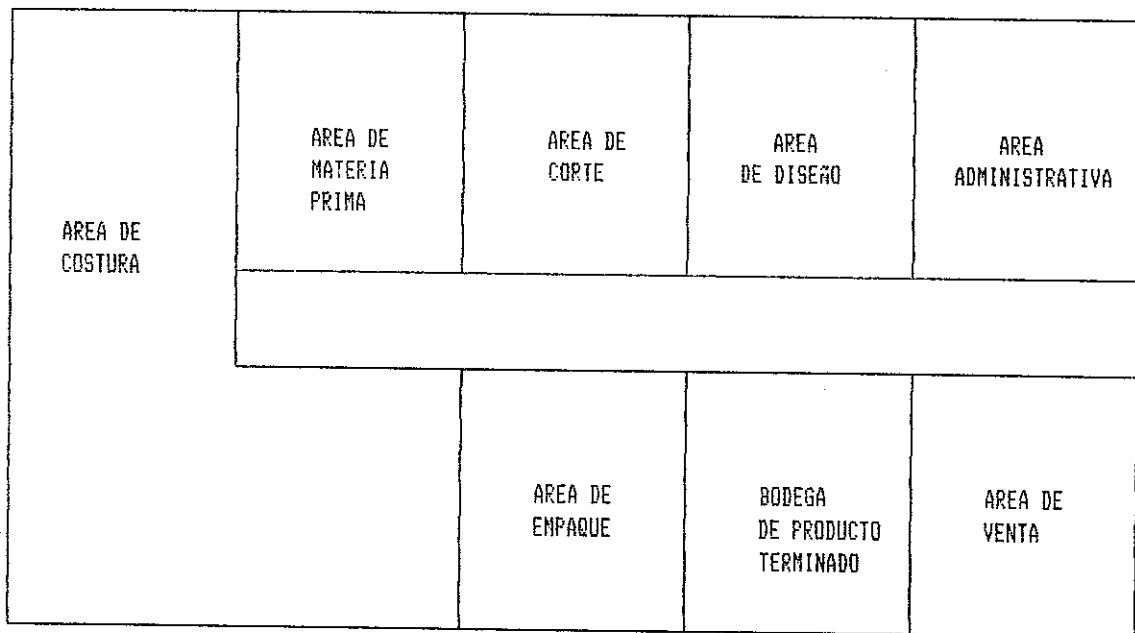 AREA DE
COSTURA
AREA DE
MATERIA
PRIMA
AREA DE
CORTE
AREA
DE DISEÑO
AREA
ADMINISTRATIVA
AREA DE
EMPAQUE
BODEGA
DE PRODUCTO
TERMINADO
AREA DE
VENTA